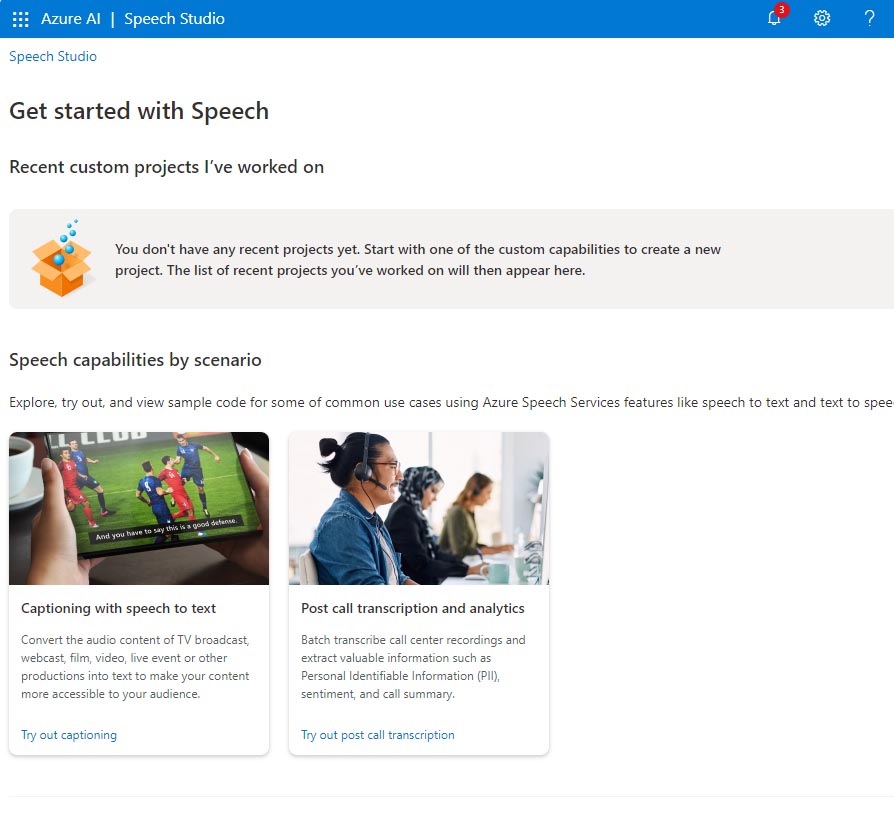 Azure AI | Speech Studio
3
?
Speech Studio
Get started with Speech
Recent custom projects I’ve worked on
You don't have any recent projects yet. Start with one of the custom capabilities to create a new
project. The list of recent projects you’ve worked on will then appear here.
Speech capabilities by scenario
Explore, try out, and view sample code for some of common use cases using Azure Speech Services features like speech to text and text to spee
CLUB
And you have to say this is a good defense.
Captioning with speech to text
Convert the audio content of TV broadcast,
webcast, film, video, live event or other
productions into text to make your content
more accessible to your audience.
Try out captioning
Post call transcription and analytics
Batch transcribe call center recordings and
extract valuable information such as
Personal Identifiable Information (PII),
sentiment, and call summary.
Try out post call transcription